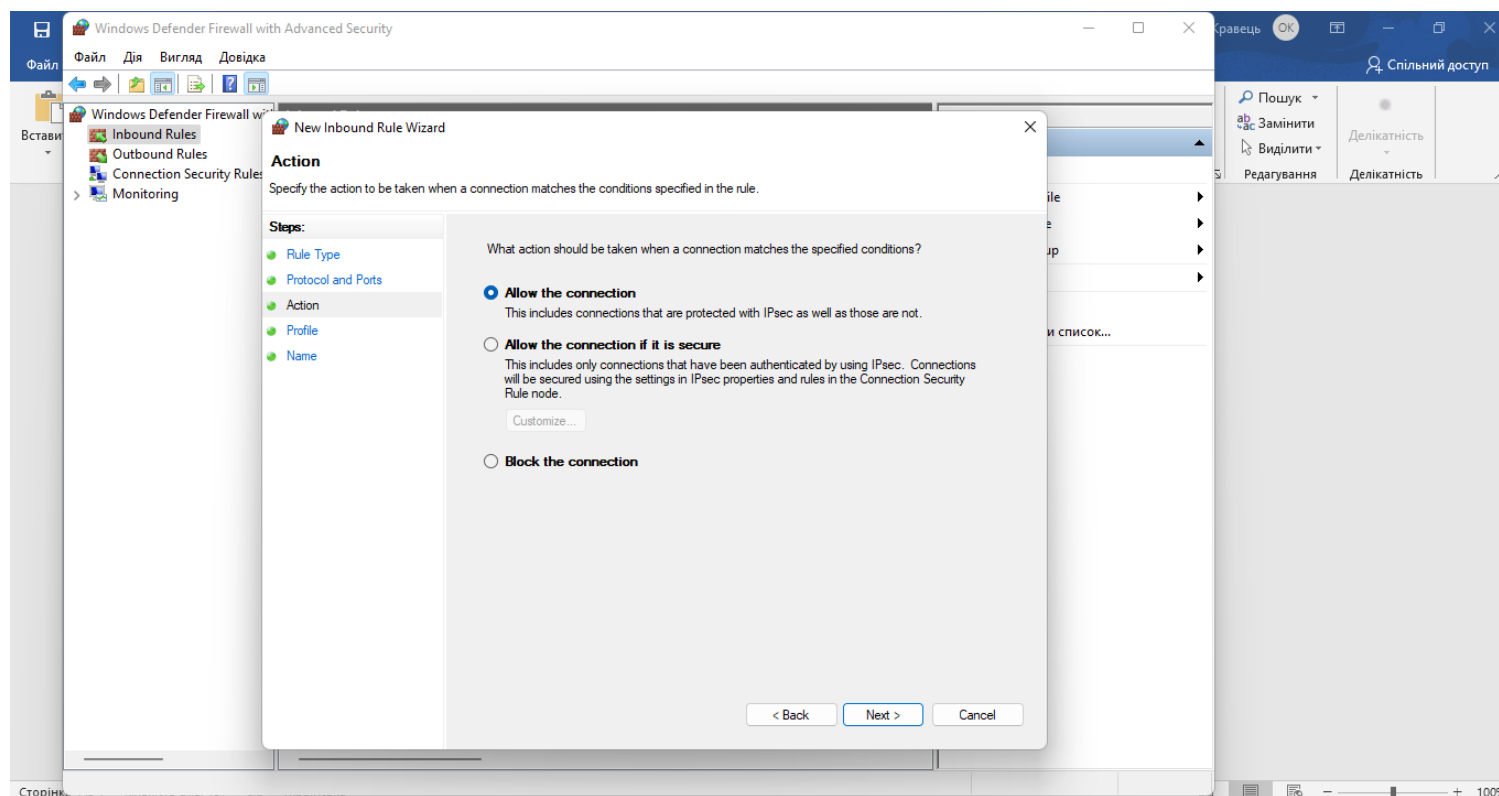 Windows Defender Firewall with Advanced Security
Кравець OK
Файл
Файл Дія Вигляд Довідка
Спільний доступ
Windows Defender Firewall
Inbound Rules
Outbound Rules
Connection Security Rules
Monitoring
New Inbound Rule Wizard
Action
Specify the action to be taken when a connection matches the conditions specified in the rule.
Steps:
Rule Type
Protocol and Ports
Action
Profile
Name
What action should be taken when a connection matches the specified conditions?
Allow the connection
This includes connections that are protected with IPsec as well as those are not.
Allow the connection if it is secure
This includes only connections that have been authenticated by using IPsec. Connections
will be secured using the settings in IPsec properties and rules in the Connection Security
Rule node.
Customize...
Block the connection
< Back Next > Cancel
список...
Пошук
Замінити
Виділити
Редагування
Делікатність
Делікатність